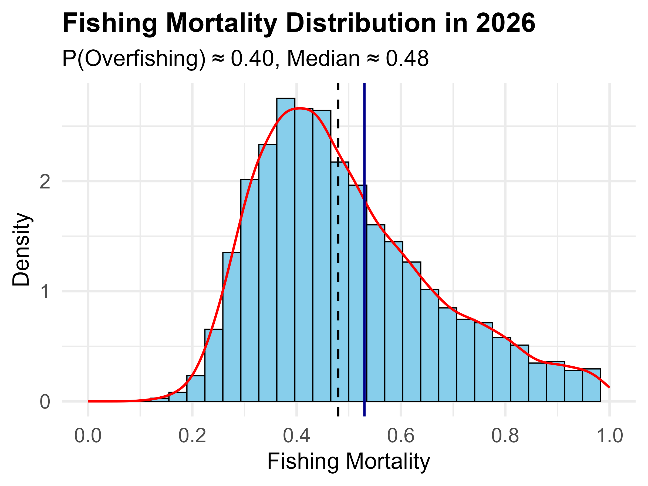 Fishing Mortality Distribution in 2026
P(Overfishing) ≈ 0.40, Median ≈ 0.48
Density
2
1
0
0.0 0.2 0.4 0.6 0.8 1.0
Fishing Mortality